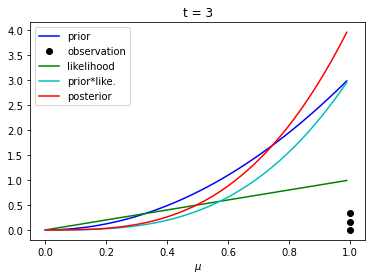 t = 3
prior
observation
likelihood
prior*like.
posterior
4.0
3.5
3.0
2.5
2.0
1.5
1.0
0.5
0.0
0.0 0.2 0.4 0.6 0.8 1.0
μ